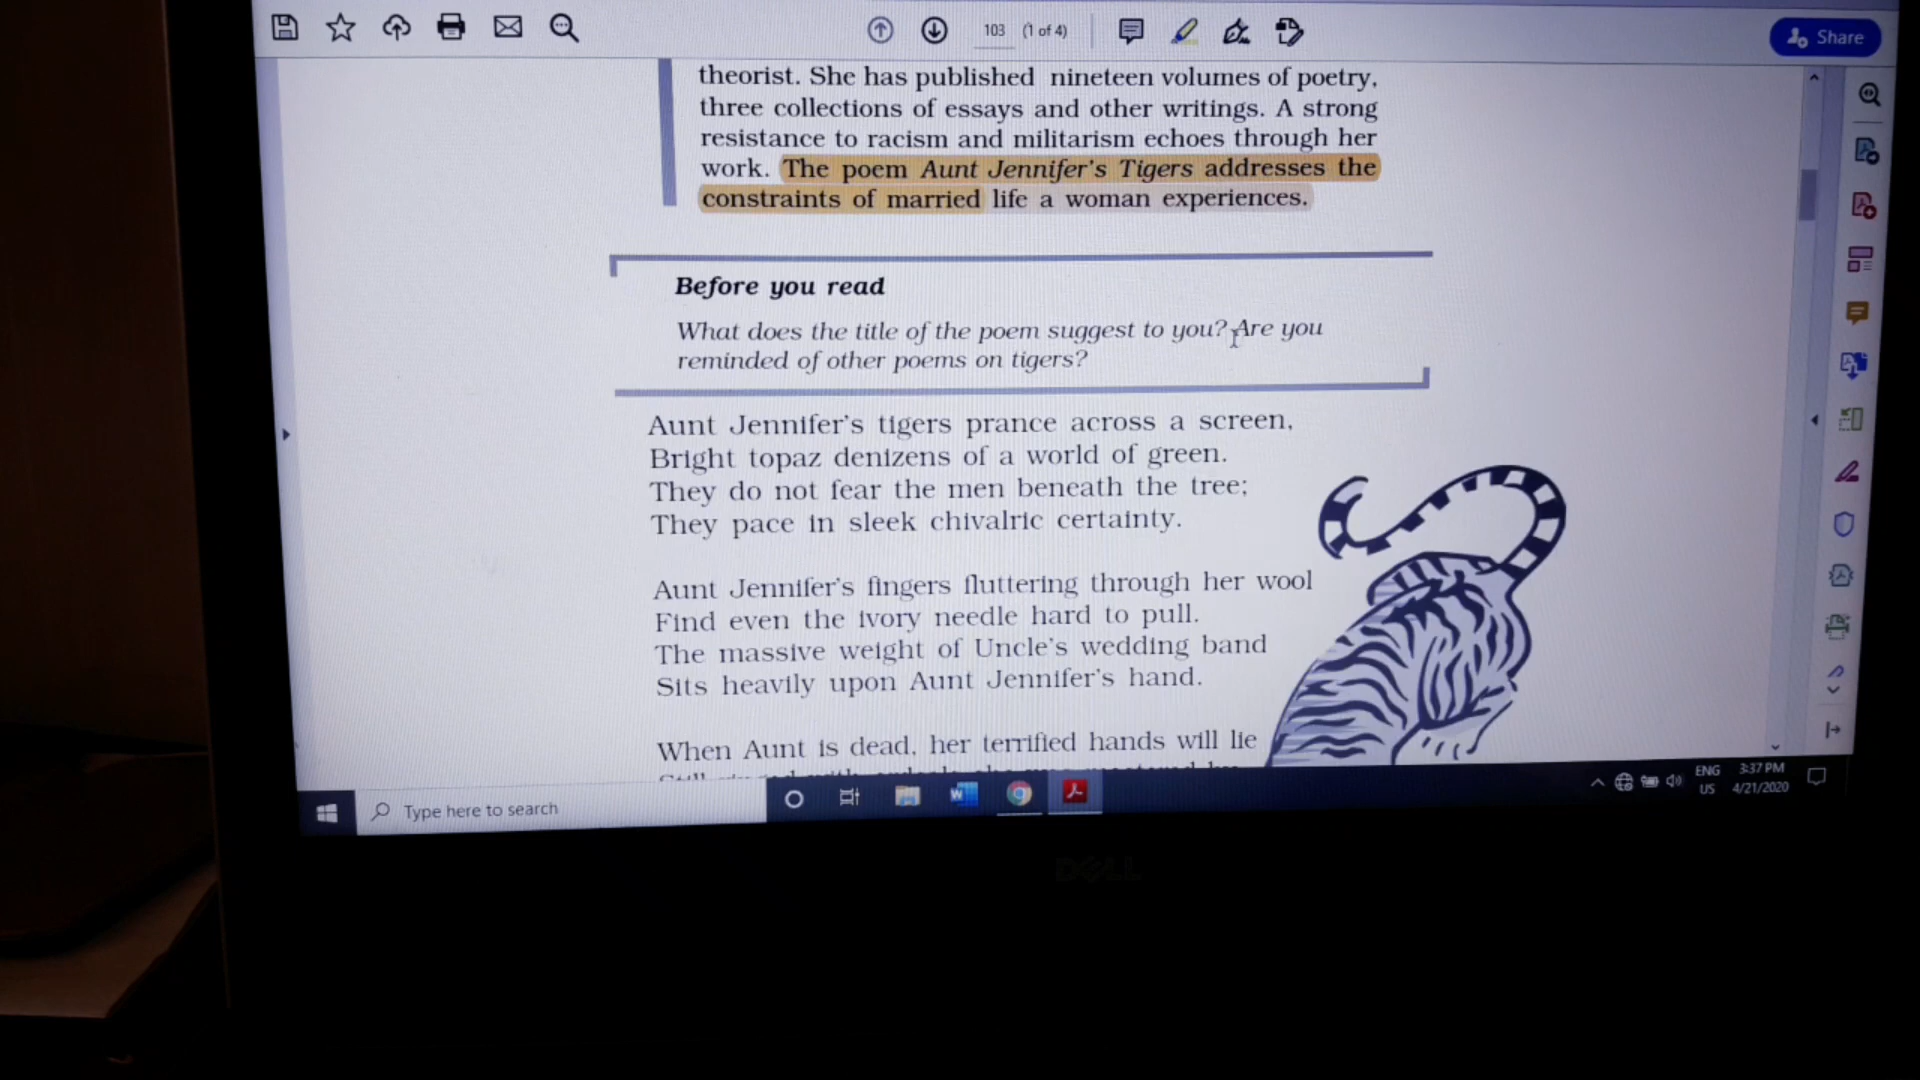 103 (1 of 4)
Share
theorist. She has published nineteen volumes of poetry,
three collections of essays and other writings. A strong
resistance to racism and militarism echoes through her
work. The poem Aunt Jennifer's Tigers addresses the
constraints of married life a woman experiences.
Before you read
What does the title of the poem suggest to you? Are you
reminded of other poems on tigers?
Aunt Jennifer's tigers prance across a screen,
Bright topaz denizens of a world of green.
They do not fear the men beneath the tree;
They pace in sleek chivalric certainty.
Aunt Jennifer's fingers fluttering through her wool
Find even the ivory needle hard to pull.
The massive weight of Uncle's wedding band
Sits heavily upon Aunt Jennifer's hand.
When Aunt is dead, her terrified hands will lie
Type here to search
ENG
US
3:37 PM
4/21/2020
DELL